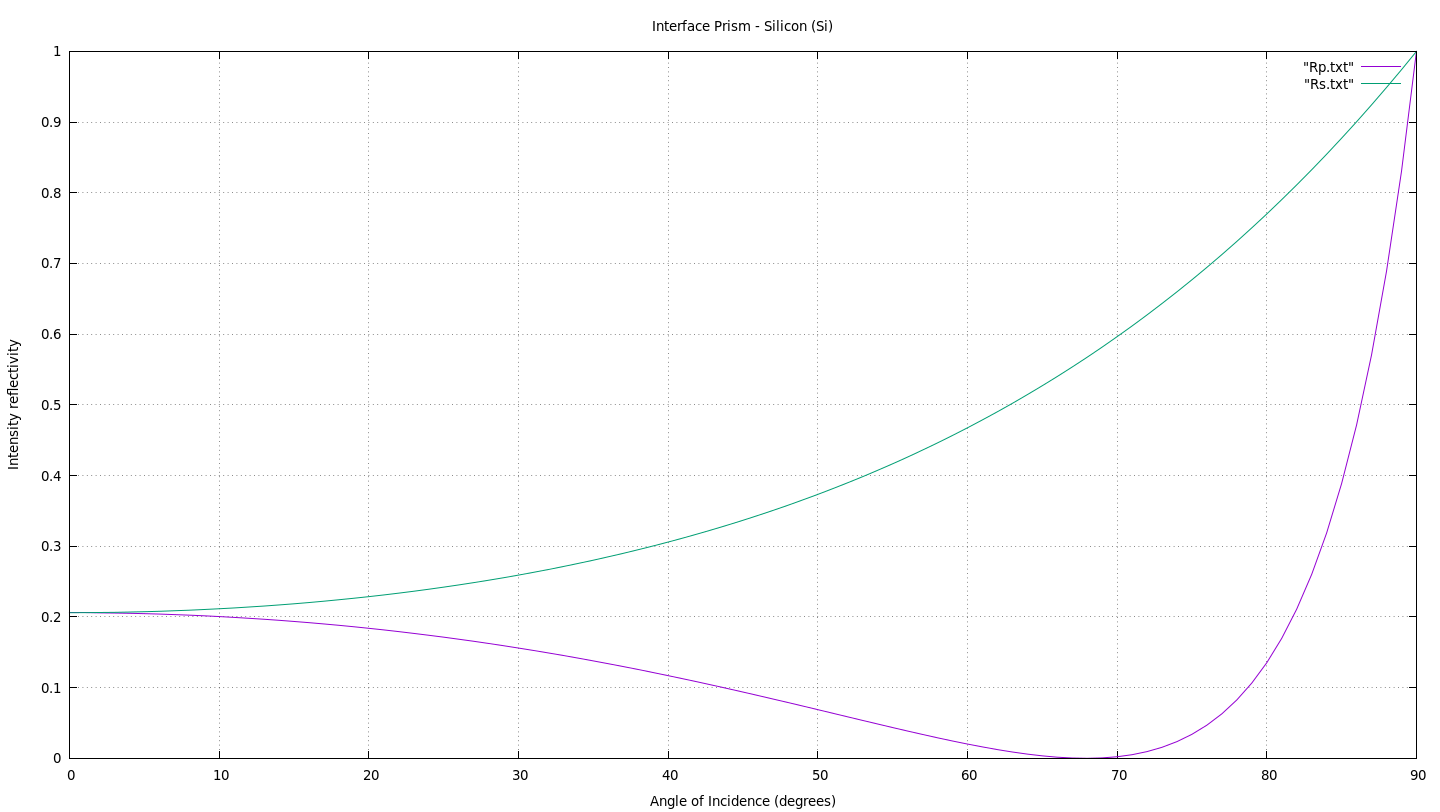 Interface Prism - Silicon (Si)
"Rp.txt"
"Rs.txt"
1
0.9
0.8
0.7
0.6
0.5
0.4
0.3
0.2
0.1
0
Intensity reflectivity
0 10 20 30 40 50 60 70 80 90
Angle of Incidence (degrees)